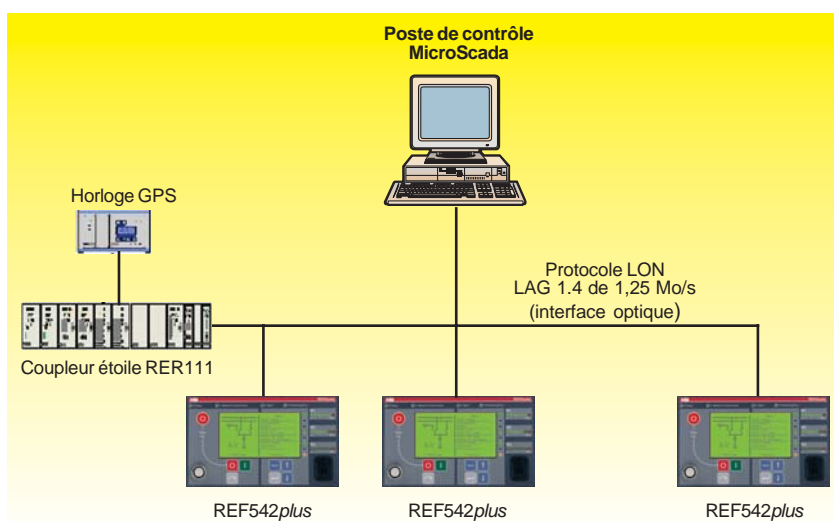 Poste de contrôle
MicroScada
Horloge GPS
Protocole LON
LAG 1.4 de 1,25 Mo/s
(interface optique)
Coupleur étoile RER111
REF542plus
REF542plus
REF542plus